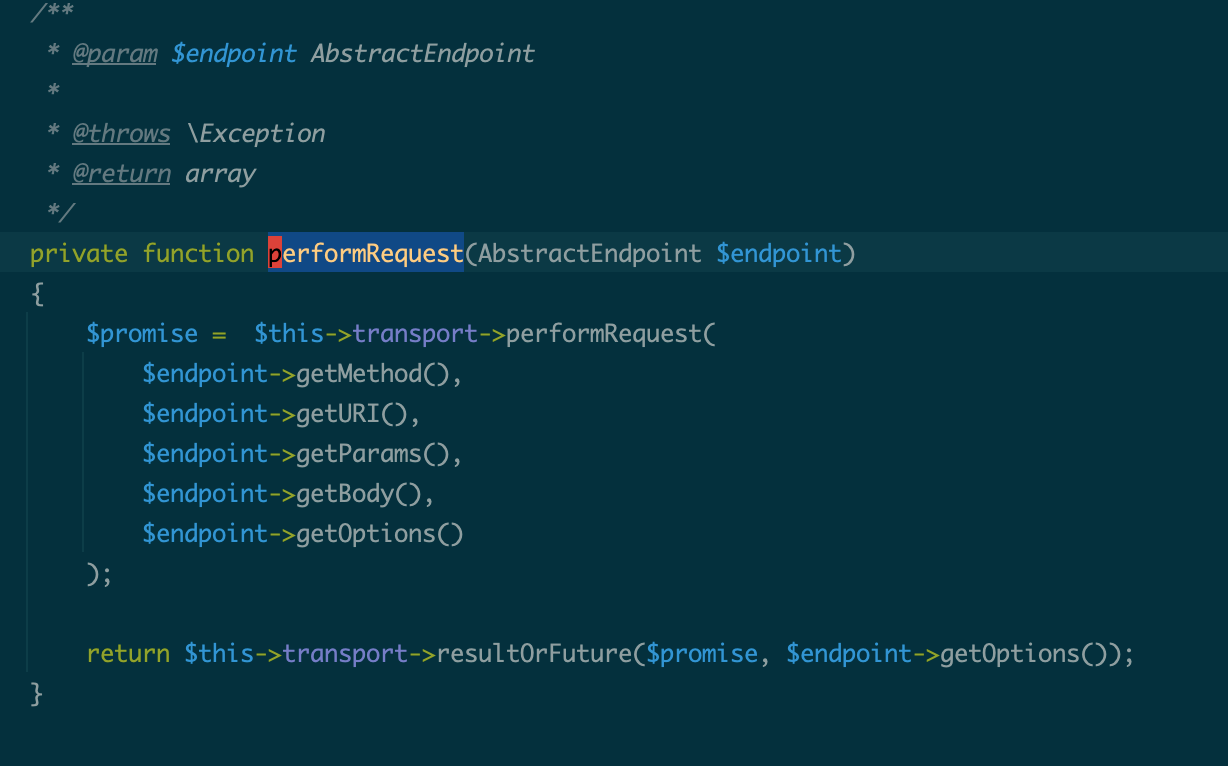 /**
 * @param $endpoint AbstractEndpoint
 *
 * @throws \Exception
 * @return array
 */
private function performRequest(AbstractEndpoint $endpoint)
{
    $promise =  $this->transport->performRequest(
        $endpoint->getMethod(),
        $endpoint->getURI(),
        $endpoint->getParams(),
        $endpoint->getBody(),
        $endpoint->getOptions()
    );

    return $this->transport->resultOrFuture($promise, $endpoint->getOptions());
}